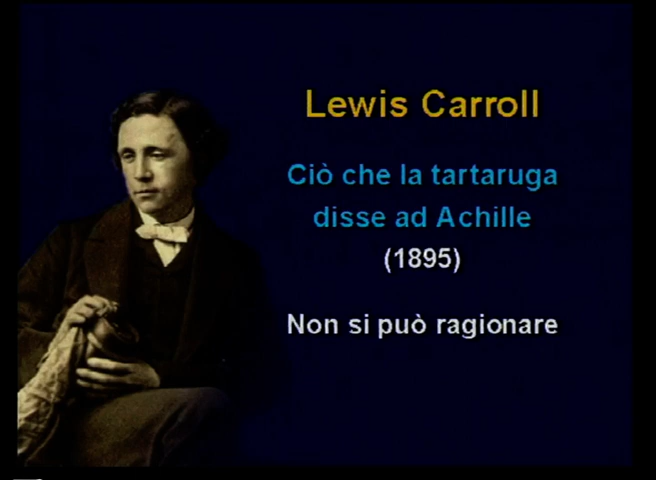 Lewis Carroll
Ciò che la tartaruga
disse ad Achille
(1895)
Non si può ragionare